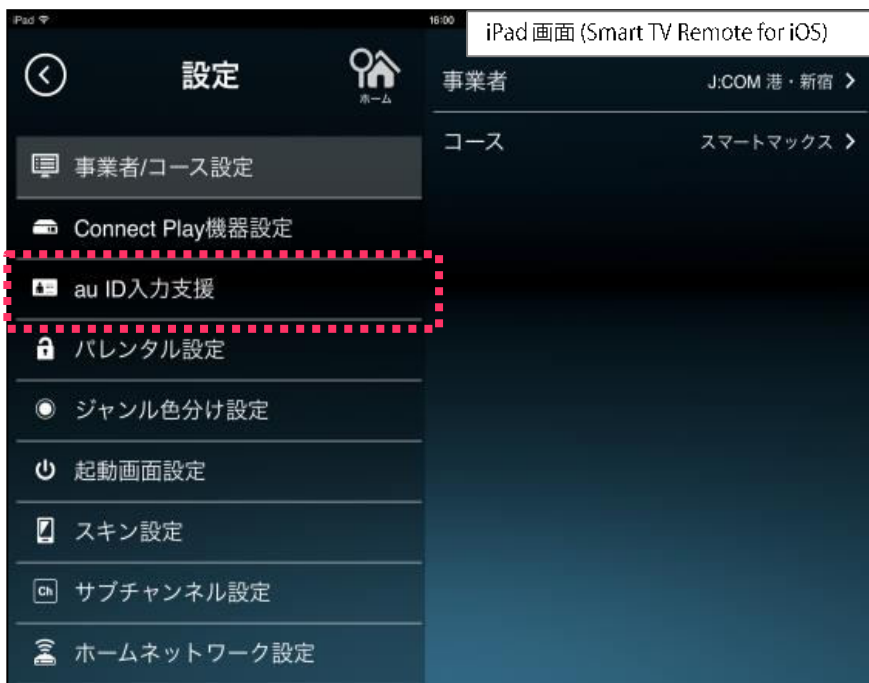 iPad
16:00
iPad 画面 (Smart TV Remote for iOS)
設定
ホーム
事業者 J:COM 港・新宿
コース スマートマックス
事業者/コース設定
Connect Play機器設定
au ID入力支援
パレンタル設定
ジャンル色分け設定
起動画面設定
スキン設定
Ch サブチャンネル設定
ホームネットワーク設定